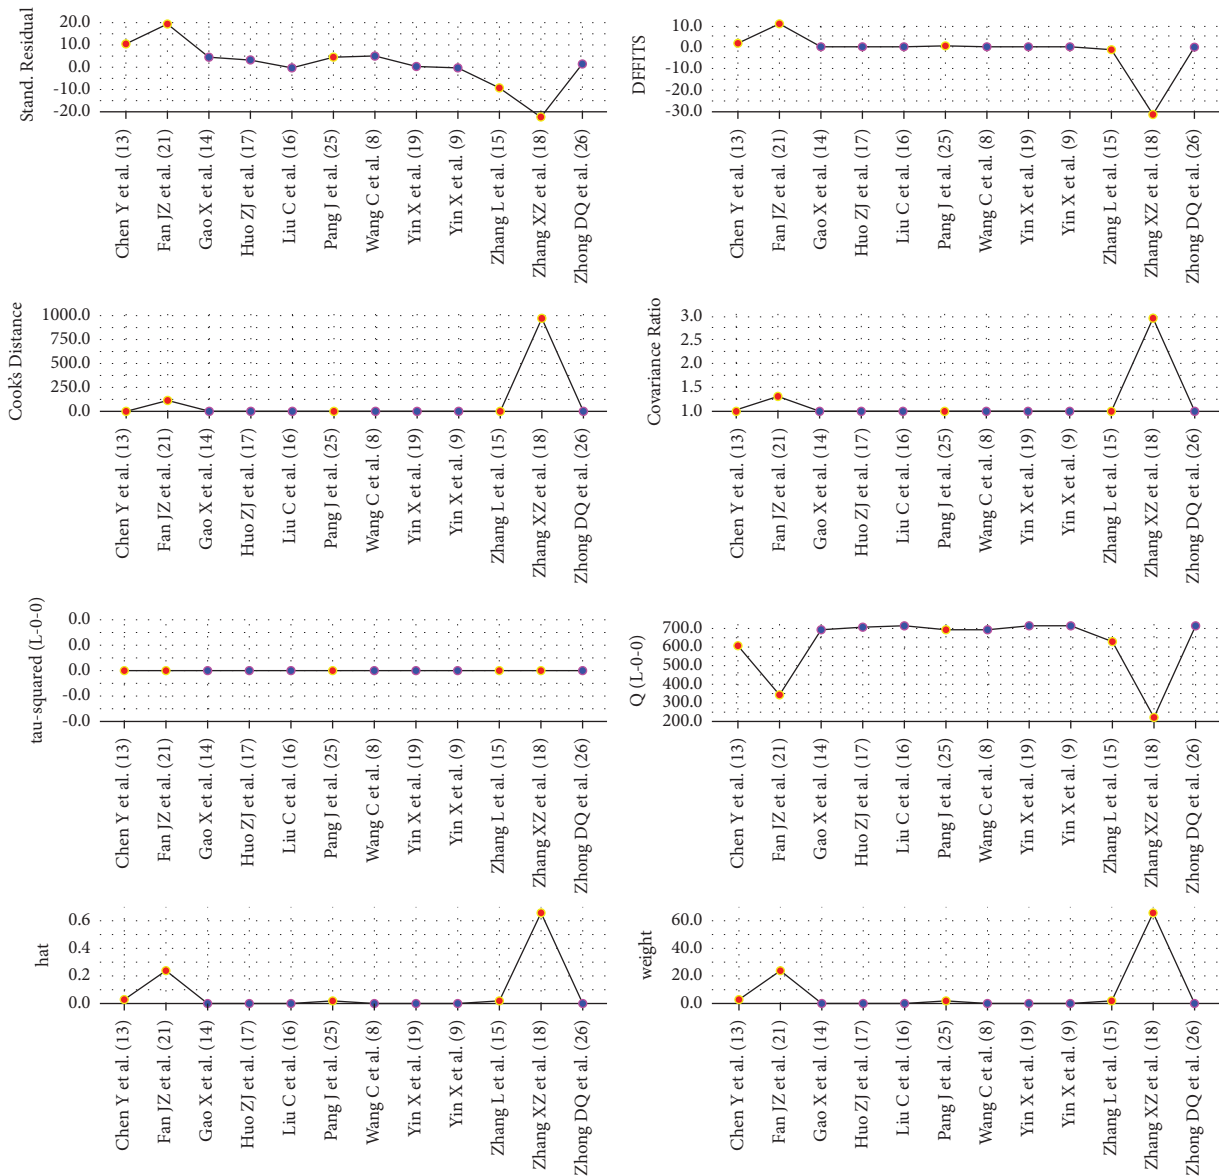 Stand. Residual
20.0
10.0
0.0
-10.0
-20.0
Chen Y et al. (13)
Fan JZ et al. (21)
Gao X et al. (14)
Huo ZJ et al. (17)
Liu C et al. (16)
Pang J et al. (25)
Wang C et al. (8)
Yin X et al. (19)
Yin X et al. (9)
Zhang L et al. (15)
Zhang XZ et al. (18)
Zhong DQ et al. (26)
DFFITS
10.0
0.0
-10.0
-20.0
-30.0
Chen Y et al. (13)
Fan JZ et al. (21)
Gao X et al. (14)
Huo ZJ et al. (17)
Liu C et al. (16)
Pang J et al. (25)
Wang C et al. (8)
Yin X et al. (19)
Yin X et al. (9)
Zhang L et al. (15)
Zhang XZ et al. (18)
Zhong DQ et al. (26)
Cook's Distance
1000.0
750.0
500.0
250.0
0.0
Chen Y et al. (13)
Fan JZ et al. (21)
Gao X et al. (14)
Huo ZJ et al. (17)
Liu C et al. (16)
Pang J et al. (25)
Wang C et al. (8)
Yin X et al. (19)
Yin X et al. (9)
Zhang L et al. (15)
Zhang XZ et al. (18)
Zhong DQ et al. (26)
Covariance Ratio
3.0
2.5
2.0
1.5
1.0
Chen Y et al. (13)
Fan JZ et al. (21)
Gao X et al. (14)
Huo ZJ et al. (17)
Liu C et al. (16)
Pang J et al. (25)
Wang C et al. (8)
Yin X et al. (19)
Yin X et al. (9)
Zhang L et al. (15)
Zhang XZ et al. (18)
Zhong DQ et al. (26)
tau-squared (L-0-0)
0.0
0.0
0.0
-0.0
-0.0
Chen Y et al. (13)
Fan JZ et al. (21)
Gao X et al. (14)
Huo ZJ et al. (17)
Liu C et al. (16)
Pang J et al. (25)
Wang C et al. (8)
Yin X et al. (19)
Yin X et al. (9)
Zhang L et al. (15)
Zhang XZ et al. (18)
Zhong DQ et al. (26)
Q (L-0-0)
700.0
600.0
500.0
400.0
300.0
200.0
Chen Y et al. (13)
Fan JZ et al. (21)
Gao X et al. (14)
Huo ZJ et al. (17)
Liu C et al. (16)
Pang J et al. (25)
Wang C et al. (8)
Yin X et al. (19)
Yin X et al. (9)
Zhang L et al. (15)
Zhang XZ et al. (18)
Zhong DQ et al. (26)
hat
0.6
0.4
0.2
0.0
Chen Y et al. (13)
Fan JZ et al. (21)
Gao X et al. (14)
Huo ZJ et al. (17)
Liu C et al. (16)
Pang J et al. (25)
Wang C et al. (8)
Yin X et al. (19)
Yin X et al. (9)
Zhang L et al. (15)
Zhang XZ et al. (18)
Zhong DQ et al. (26)
weight
60.0
40.0
20.0
0.0
Chen Y et al. (13)
Fan JZ et al. (21)
Gao X et al. (14)
Huo ZJ et al. (17)
Liu C et al. (16)
Pang J et al. (25)
Wang C et al. (8)
Yin X et al. (19)
Yin X et al. (9)
Zhang L et al. (15)
Zhang XZ et al. (18)
Zhong DQ et al. (26)